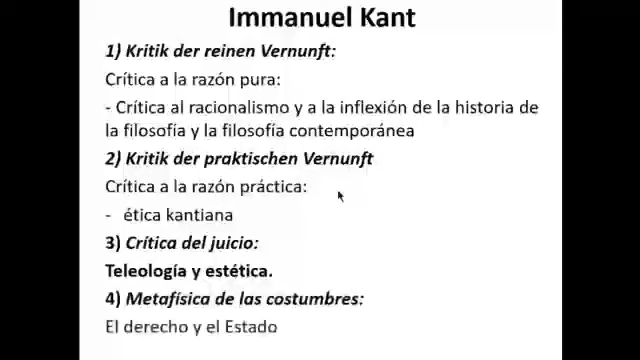 Immanuel Kant
1) Kritik der reinen Vernunft:
Crítica a la razón pura:
- Crítica al racionalismo y a la inflexión de la historia de
la filosofía y la filosofía contemporánea
2) Kritik der praktischen Vernunft
Crítica a la razón práctica:
- ética kantiana
3) Crítica del juicio:
Teleología y estética.
4) Metafísica de las costumbres:
El derecho y el Estado